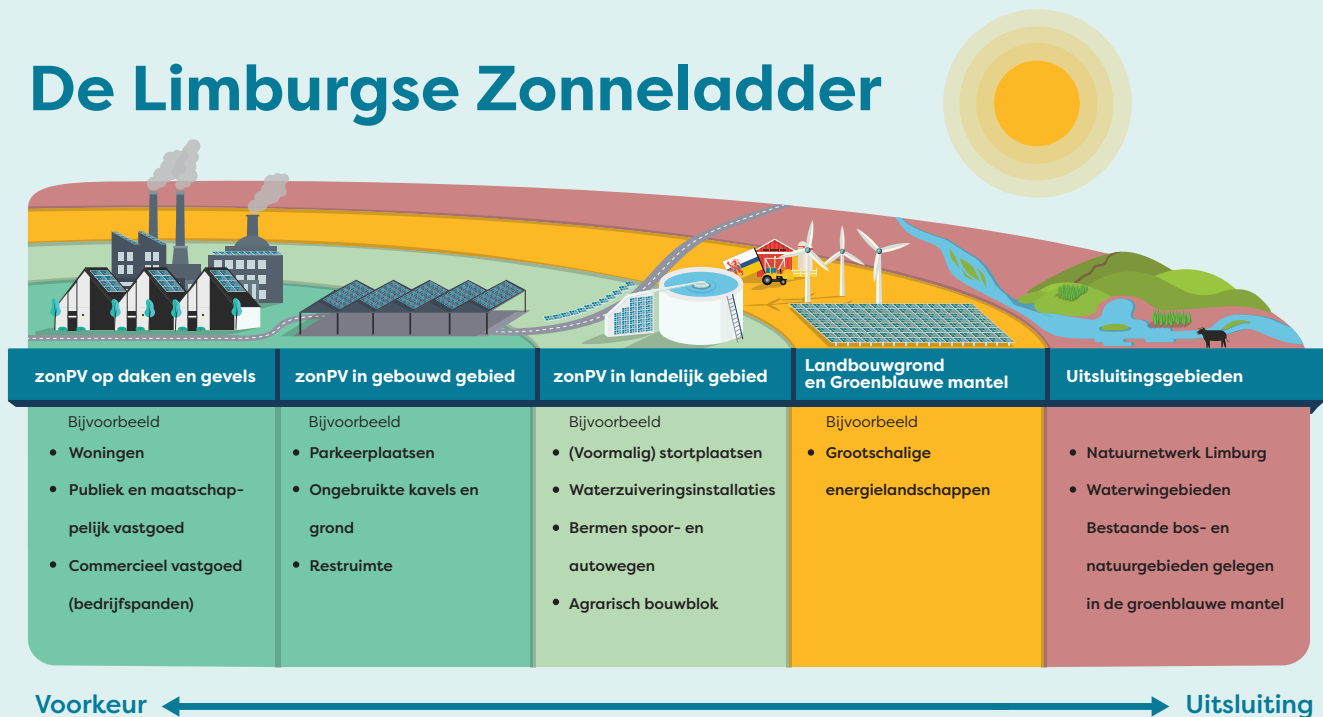 De Limburgse Zonneladder
zonPV op daken en gevels
Bijvoorbeeld
• Woningen
• Publiek en maatschap-
pelijk vastgoed
• Commercieel vastgoed
(bedrijfspanden)
zonPV in gebouwd gebied
Bijvoorbeeld
• Parkeerplaatsen
• Ongebruikte kavels en
grond
• Restruimte
zonPV in landelijk gebied
Bijvoorbeeld
• (Voormalig) stortplaatsen
• Waterzuiveringsinstallaties
• Bermen spoor- en
autowegen
• Agrarisch bouwblok
Landbouwgrond
en Groenblauwe mantel
Bijvoorbeeld
• Grootschalige
energielandschappen
Uitsluitingsgebieden
• Natuurnetwerk Limburg
• Waterwingebieden
Bestaande bos- en
natuurgebieden gelegen
in de groenblauwe mantel
Voorkeur
Uitsluiting